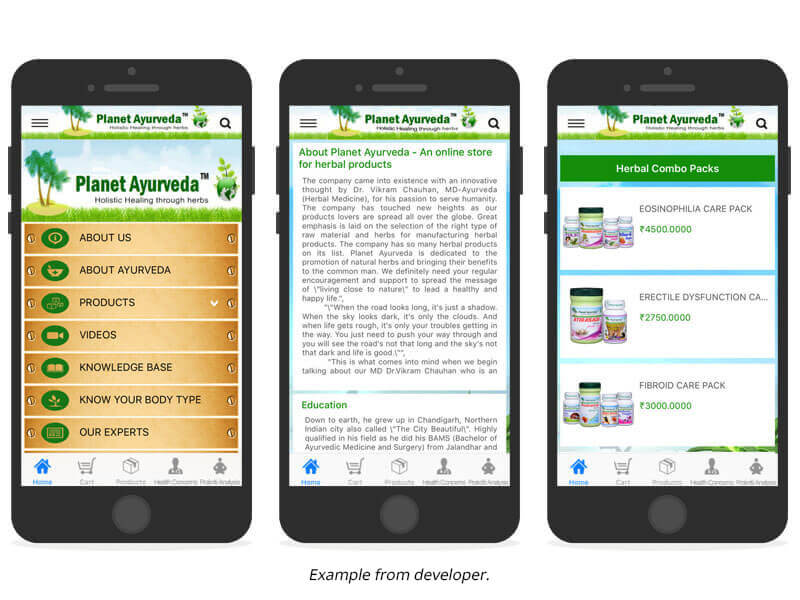 Planet Ayurveda™
Holistic Healing through herbs
Planet Ayurveda™
Holistic Healing through herbs
ABOUT US
ABOUT AYURVEDA
PRODUCTS
VIDEOS
KNOWLEDGE BASE
KNOW YOUR BODY TYPE
OUR EXPERTS
Home Cart Products Health Concerns Prakriti Analysis
Planet Ayurveda™
Holistic Healing through herbs
About Planet Ayurveda - An online store
for herbal products
The company came into existence with an innovative
thought by Dr. Vikram Chauhan, MD-Ayurveda
(Herbal Medicine), for his passion to serve humanity.
The company has touched new heights as our
products lovers are spread all over the globe. Great
emphasis is laid on the selection of the right type of
raw material and herbs for manufacturing herbal
products. The company has so many herbal products
on its list. Planet Ayurveda is dedicated to the
promotion of natural herbs and bringing their benefits
to the common man. We definitely need your regular
encouragement and support to spread the message
of \"living close to nature\" to lead a healthy and
happy life.",
"\"When the road looks long, it's just a shadow.
When the sky looks dark, it's only the clouds. And
when life gets rough, it's only your troubles getting in
the way. You just need to push your way through and
you will see the road's not that long and the sky's not
that dark and life is good.\"",
"This is what comes into mind when we begin
talking about our MD Dr.Vikram Chauhan who is an
Education
Down to earth, he grew up in Chandigarh, Northern
Indian city also called \"The City Beautiful\". Highly
qualified in his field as he did his BAMS (Bachelor of
Ayurvedic Medicine and Surgery) from Jalandhar and
Home Cart Products Health Concerns Prakriti Analysis
Planet Ayurveda™
Holistic Healing through herbs
Herbal Combo Packs
EOSINOPHILIA CARE PACK
₹4500.0000
ERECTILE DYSFUNCTION CA...
₹2750.0000
FIBROID CARE PACK
₹3000.0000
Home Cart Products Health Concerns Prakriti Analysis
Example from developer.